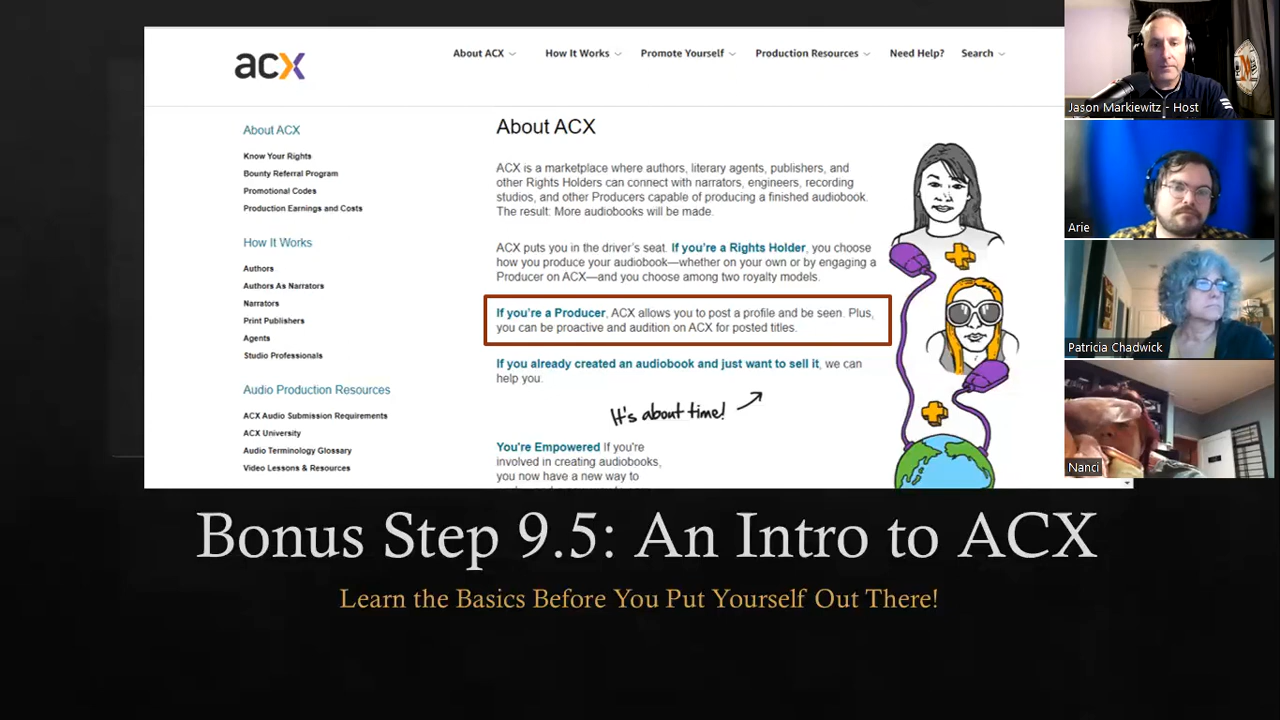 acx
About ACX
How It Works
Promote Yourself
Production Resources
Need Help?
Search
About ACX
Know Your Rights
Bounty Referral Program
Promotional Codes
Production Earnings and Costs
How It Works
Authors
Authors As Narrators
Narrators
Print Publishers
Agents
Studio Professionals
Audio Production Resources
ACX Audio Submission Requirements
ACX University
Audio Terminology Glossary
Video Lessons & Resources
About ACX
ACX is a marketplace where authors, literary agents, publishers, and
other Rights Holders can connect with narrators, engineers, recording
studios, and other Producers capable of producing a finished audiobook.
The result: More audiobooks will be made.
ACX puts you in the driver's seat. If you're a Rights Holder, you choose
how you produce your audiobook—whether on your own or by engaging a
Producer on ACX—and you choose among two royalty models.
If you're a Producer, ACX allows you to post a profile and be seen. Plus,
you can be proactive and audition on ACX for posted titles.
If you already created an audiobook and just want to sell it, we can
help you.
It's about time!
You're Empowered If you're
involved in creating audiobooks,
you now have a new way to
Jason Markiewitz - Host
Arie
Patricia Chadwick
Nanci
Bonus Step 9.5: An Intro to ACX
Learn the Basics Before You Put Yourself Out There!